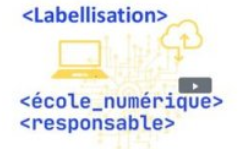 <Labellisation>
<école_numérique>
<responsable>